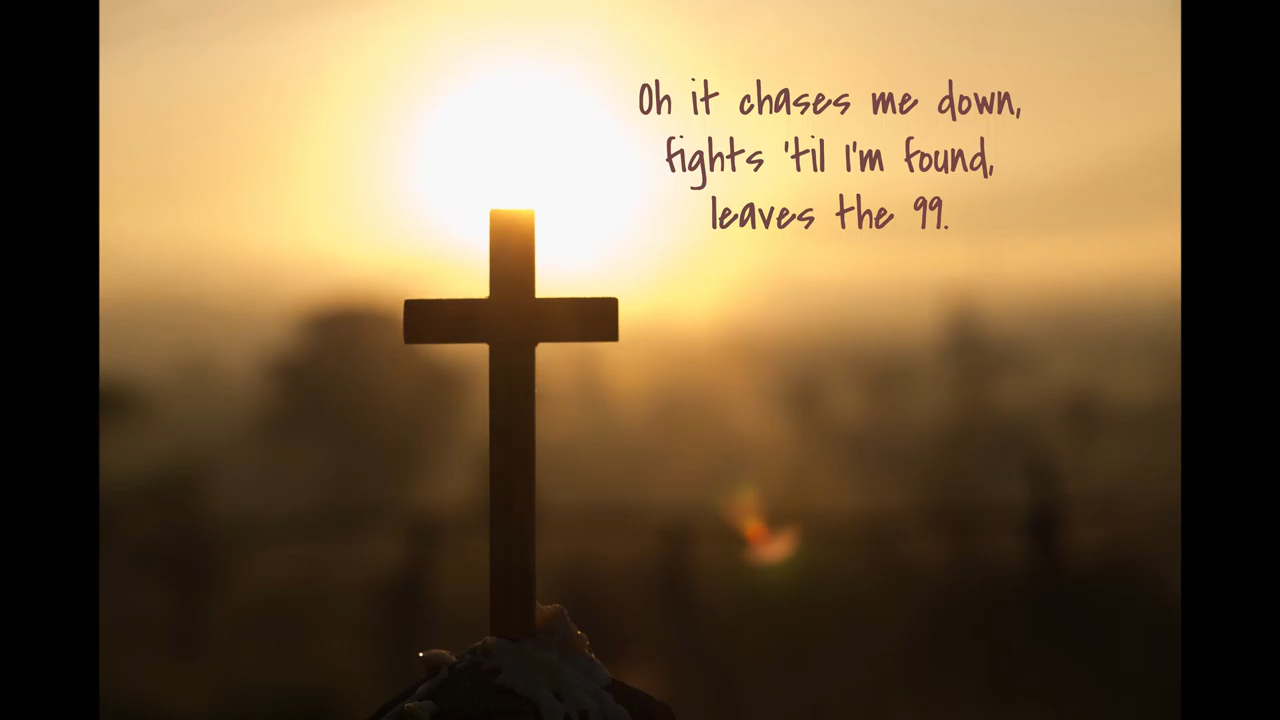 Oh it chases me down,
fights 'til I'm found,
leaves the 99.